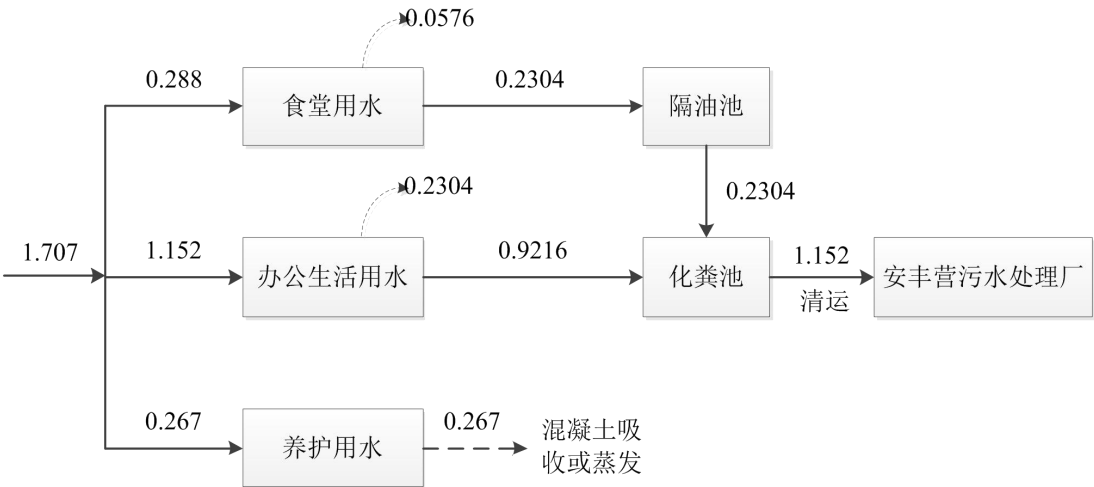 0.0576
0.288
食堂用水
0.2304
隔油池
0.2304
0.2304
1.707
1.152
办公生活用水
0.9216
化粪池
1.152
清运
安丰营污水处理厂
0.267
养护用水
0.267
混凝土吸
收或蒸发